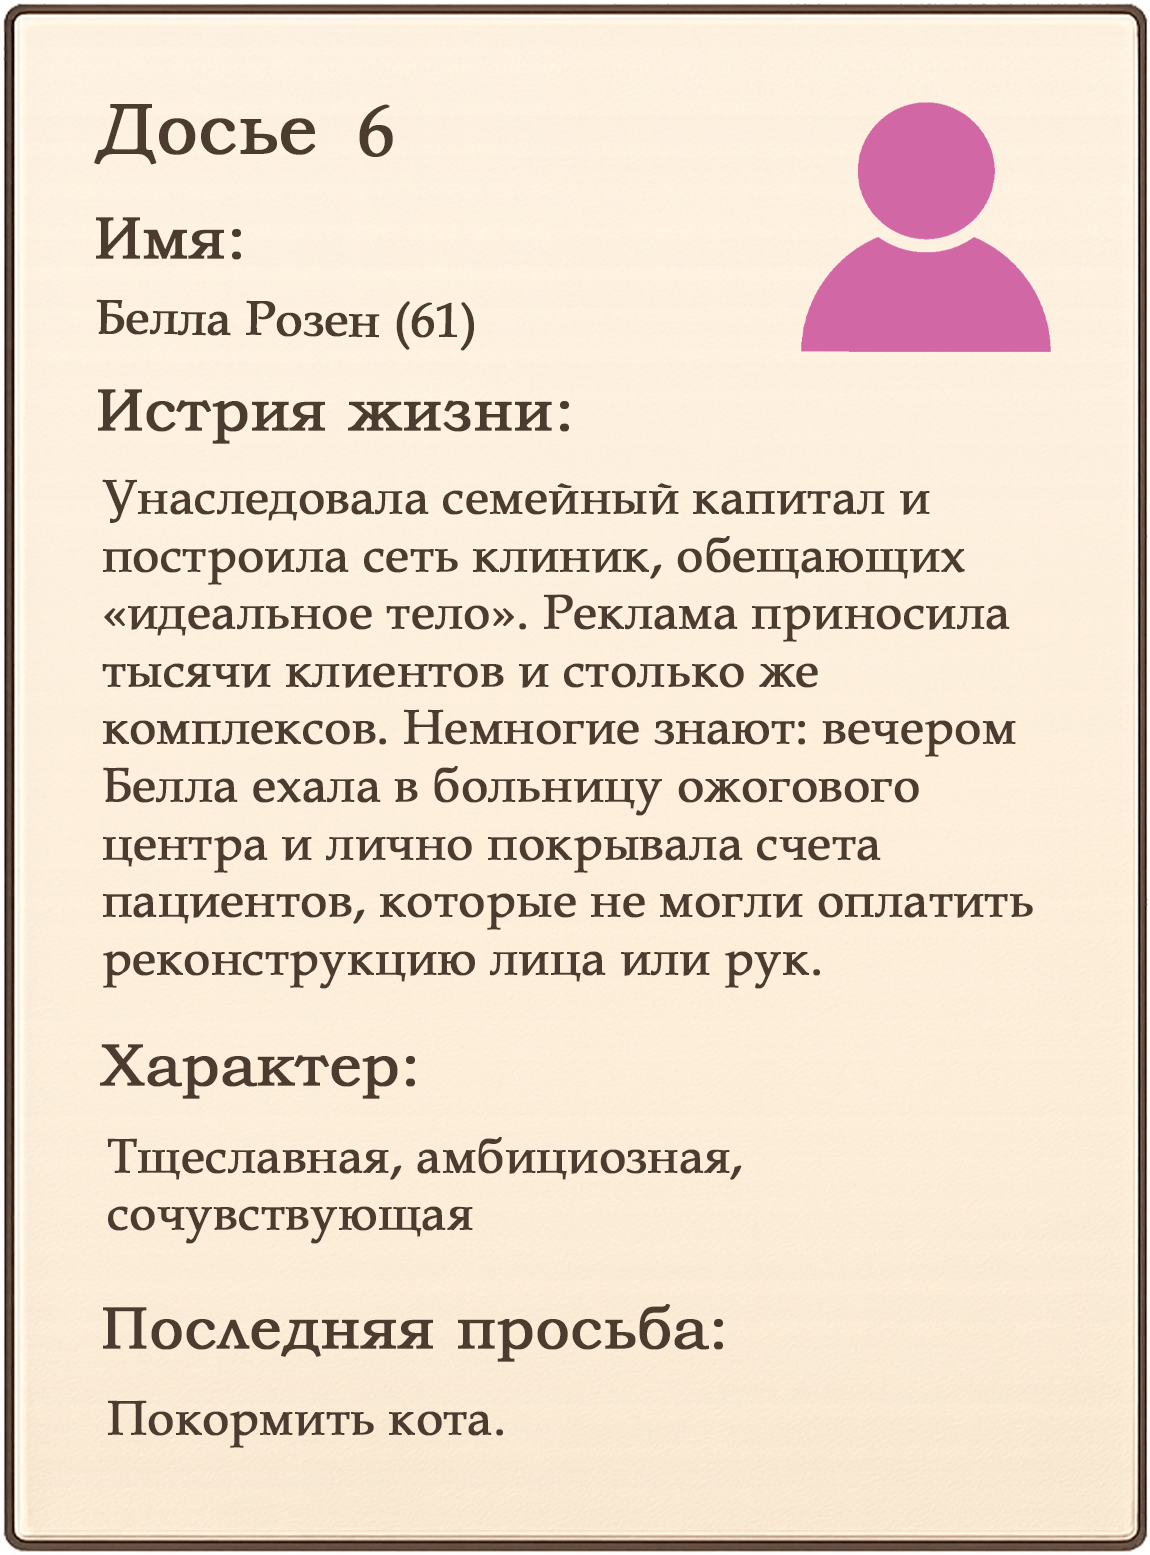 Досье 6
Имя:
Белла Розен (61)
Истрия жизни:
Унаследовала семейный капитал и
построила сеть клиник, обещающих
«идеальное тело». Реклама приносила
тысячи клиентов и столько же
комплексов. Немногие знают: вечером
Белла ехала в больницу ожогового
центра и лично покрывала счета
пациентов, которые не могли оплатить
реконструкцию лица или рук.
Характер:
Тщеславная, амбициозная,
сочувствующая
Последняя просьба:
Покормить кота.